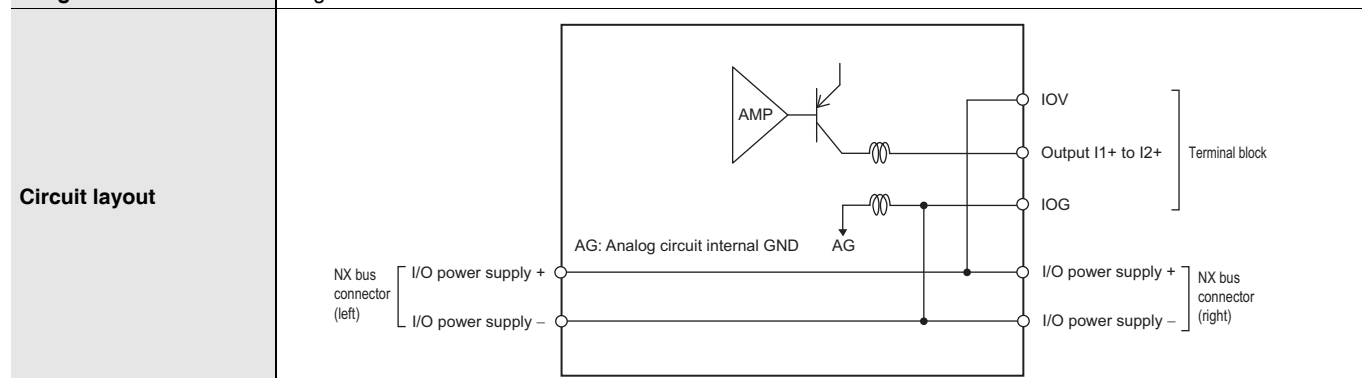 Circuit layout
AMP
IOV
Output I1+ to I2+
Terminal block
IOG
AG: Analog circuit internal GND
AG
NX bus
connector
(left)
I/O power supply +
I/O power supply –
I/O power supply +
I/O power supply –
NX bus
connector
(right)